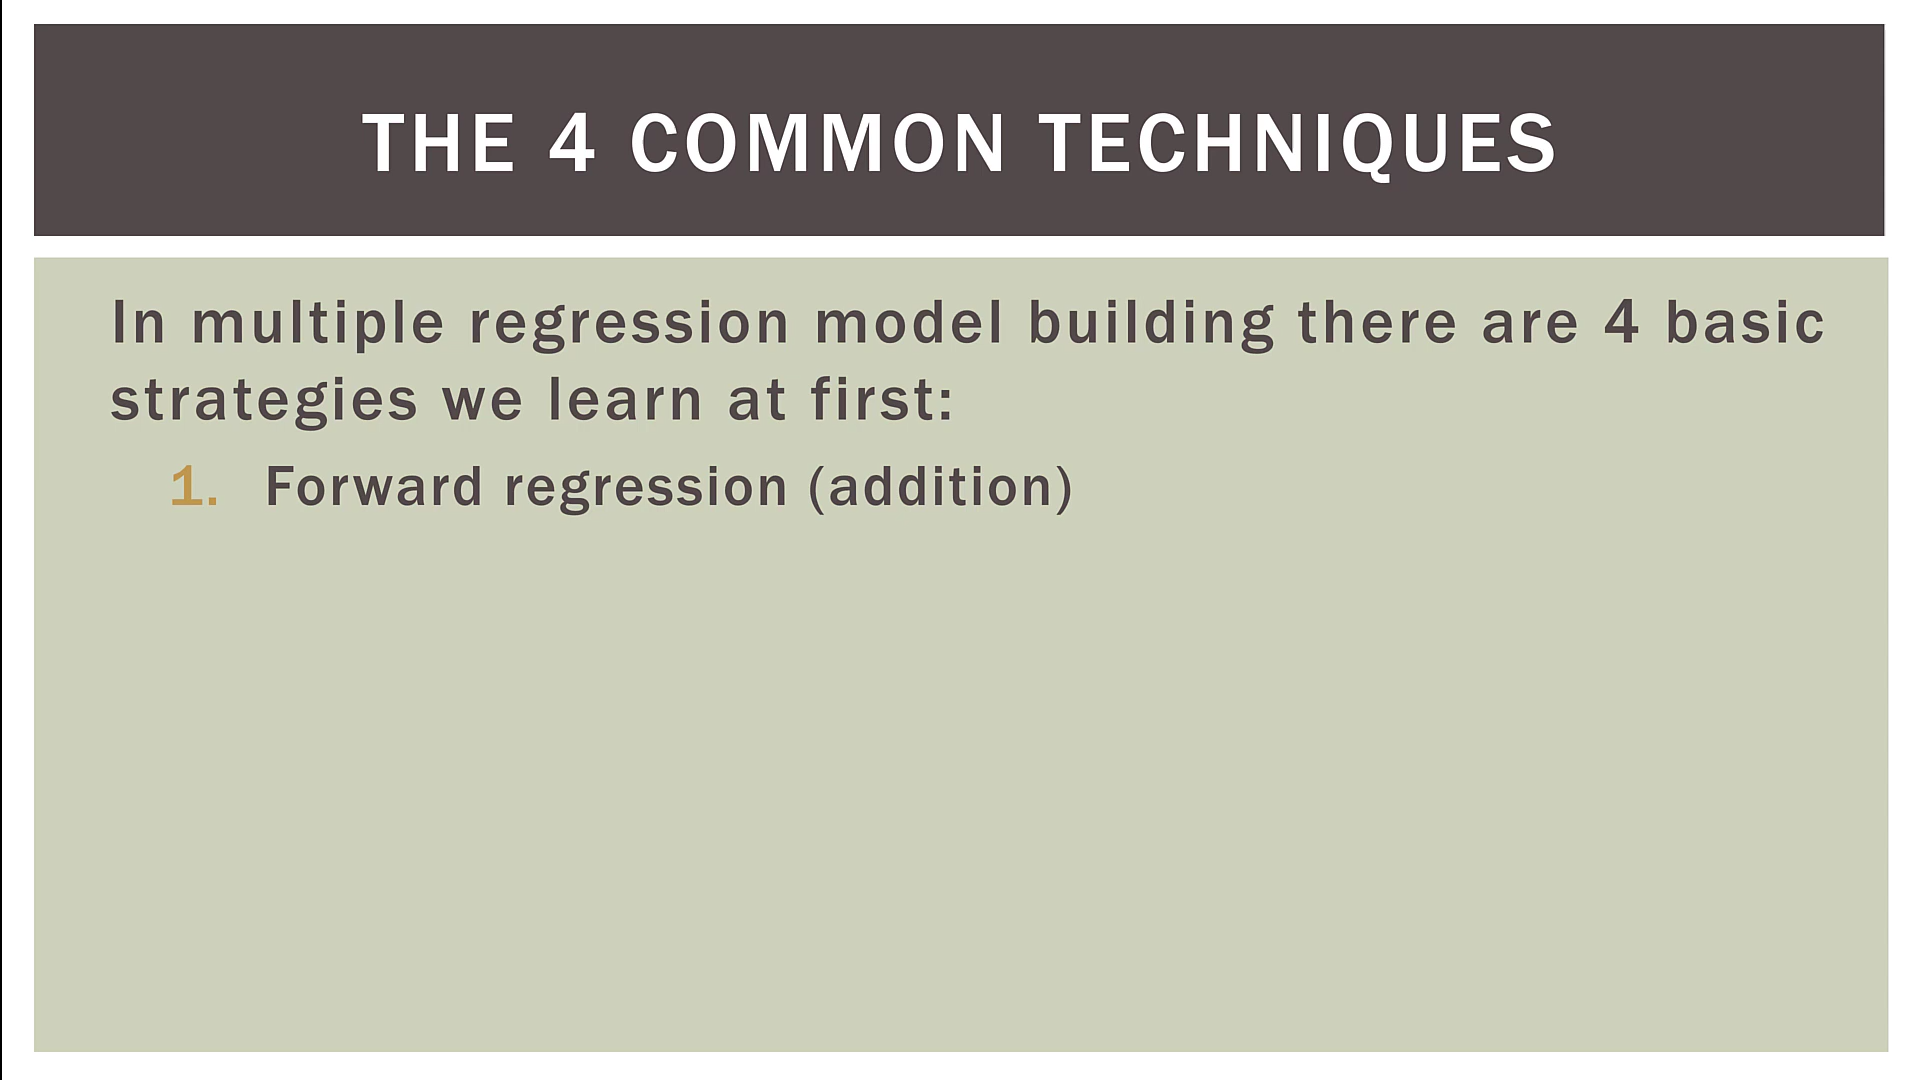 THE 4 COMMON TECHNIQUES
In multiple regression model building there are 4 basic
strategies we learn at first:
1. Forward regression (addition)